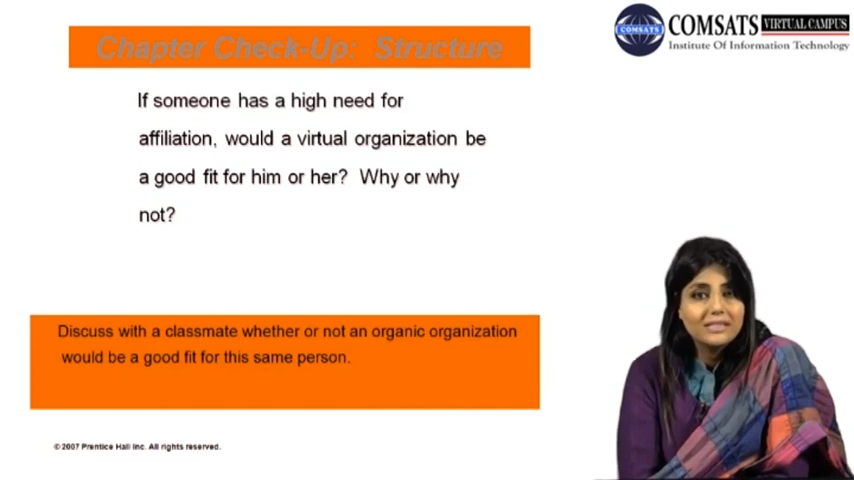 Chapter Check-Up: Structure
COMSATS VIRTUAL CAMPUS
Institute Of Information Technology
COMSATS
If someone has a high need for
affiliation, would a virtual organization be
a good fit for him or her? Why or why
not?
Discuss with a classmate whether or not an organic organization
would be a good fit for this same person.
© 2007 Prentice Hall Inc. All rights reserved.